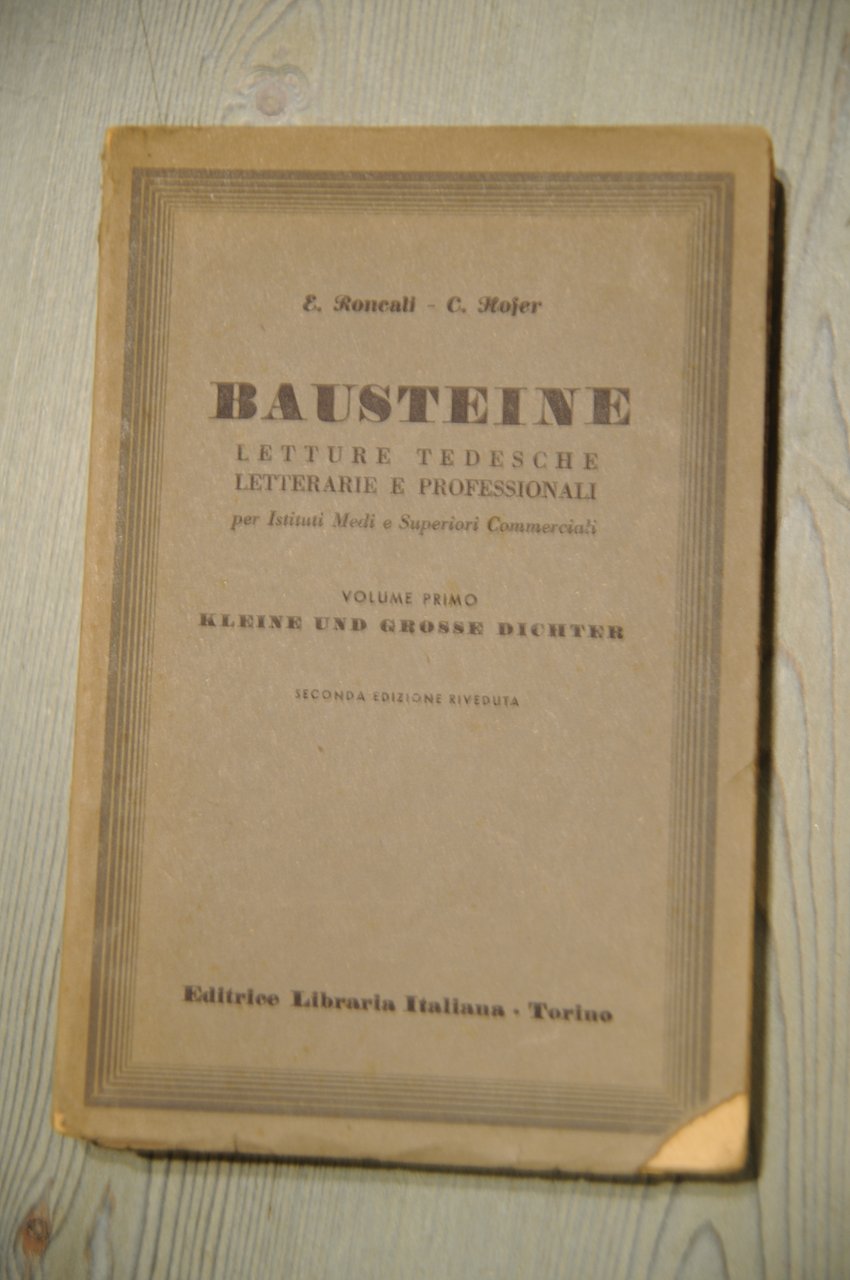 E. Roncali - C. Hofer
BAUSTEINE
LETTURE TEDESCHE
LETTERARIE E PROFESSIONALI
per Istituti Medi e Superiori Commerciali
VOLUME PRIMO
KLEINE UND GROSSE DICHTER
SECONDA EDIZIONE RIVEDUTA
Editrice Libraria Italiana · Torino